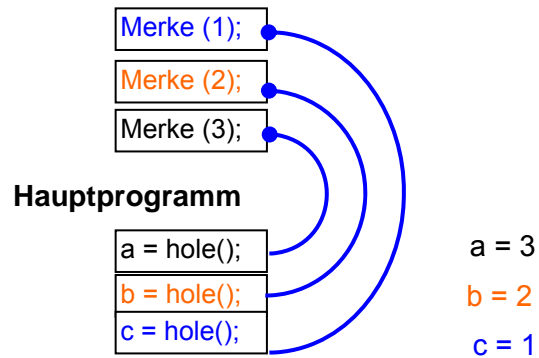 Merke (1);
Merke (2);
Merke (3);
Hauptprogramm
a = hole();
a = 3
b = hole();
b = 2
c = hole();
c = 1